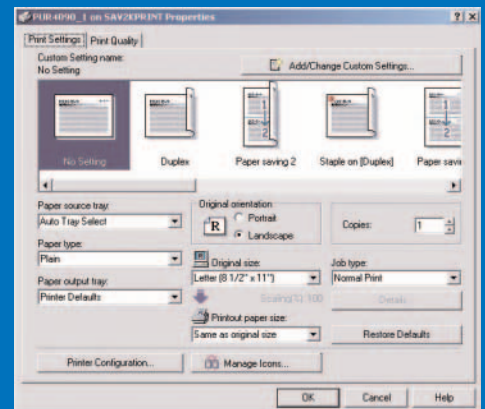 PUR4090_1 on SAV2KPRINT Properties
? X
Print Settings
Print Quality
Custom Setting name:
No Setting
Add/Change Custom Settings...
No Setting
Duplex
Paper saving 2
Staple on [Duplex]
Paper savin
Paper source tray:
Auto Tray Select
Original orientation
R
Portrait
Landscape
Copies:
1
Paper type:
Plain
Original size:
Letter (8 1/2" x 11")
Job type:
Normal Print
Paper output tray:
Printer Defaults
Scaling(%): 100
Details
Printout paper size:
Same as original size
Restore Defaults
Printer Configuration...
Manage Icons...
OK
Cancel
Help